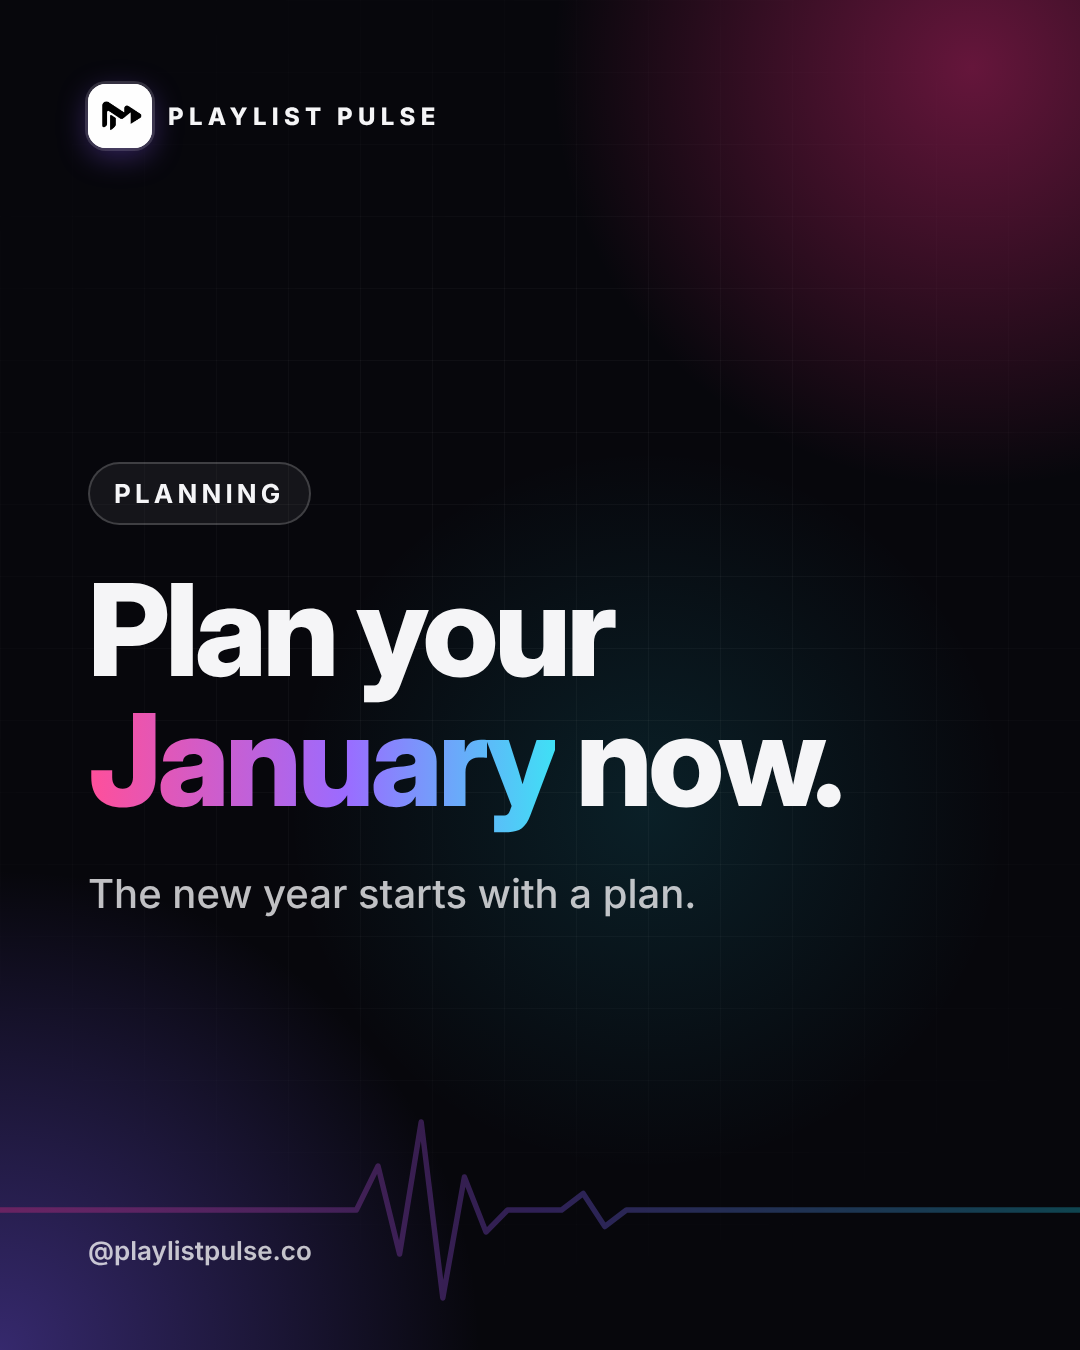 PLAYLIST PULSE
PLANNING
Plan your
January now.
The new year starts with a plan.
@playlistpulse.co